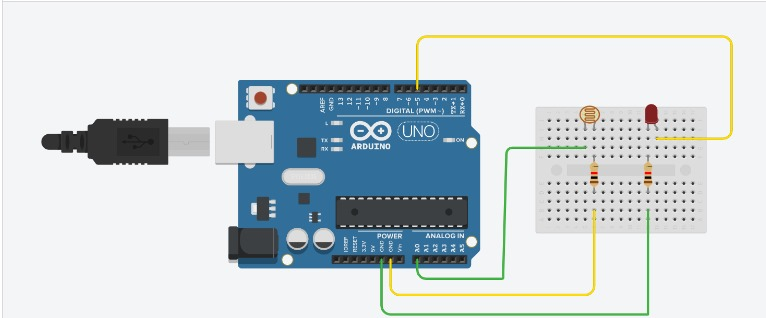 AREF
GND
13
12
~11
~10
~9
8
7
~6
~5
4
~3
2
TX→1
RX←0
DIGITAL (PWM~)
L
TX
RX
UNO
ON
ARDUINO
POWER
ANALOG IN
IOREF
RESET
3.3V
5V
GND
GND
Vin
A0
A1
A2
A3
A4
A5